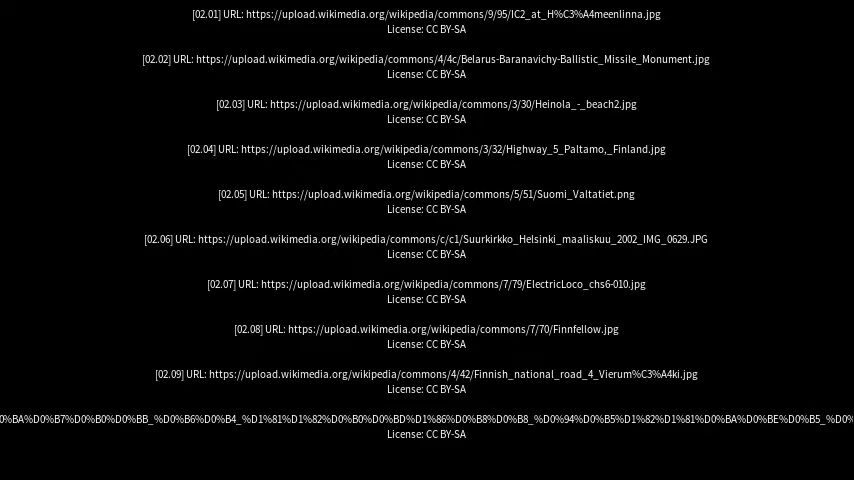 [02.01] URL: https://upload.wikimedia.org/wikipedia/commons/9/95/IC2_at_H%C3%A4meenlinna.jpg
License: CC BY-SA
[02.02] URL: https://upload.wikimedia.org/wikipedia/commons/4/4c/Belarus-Baranavichy-Ballistic_Missile_Monument.jpg
License: CC BY-SA
[02.03] URL: https://upload.wikimedia.org/wikipedia/commons/3/30/Heinola_-_beach2.jpg
License: CC BY-SA
[02.04] URL: https://upload.wikimedia.org/wikipedia/commons/3/32/Highway_5_Paltamo,_Finland.jpg
License: CC BY-SA
[02.05] URL: https://upload.wikimedia.org/wikipedia/commons/5/51/Suomi_Valtatiet.png
License: CC BY-SA
[02.06] URL: https://upload.wikimedia.org/wikipedia/commons/c/c1/Suurkirkko_Helsinki_maaliskuu_2002_IMG_0629.JPG
License: CC BY-SA
[02.07] URL: https://upload.wikimedia.org/wikipedia/commons/7/79/ElectricLoco_chs6-010.jpg
License: CC BY-SA
[02.08] URL: https://upload.wikimedia.org/wikipedia/commons/7/70/Finnfellow.jpg
License: CC BY-SA
[02.09] URL: https://upload.wikimedia.org/wikipedia/commons/4/42/Finnish_national_road_4_Vierum%C3%A4ki.jpg
License: CC BY-SA
0%BA%D0%B7%D0%B0%D0%BB_%D0%B6%D0%B4_%D1%81%D1%82%D0%B0%D0%BD%D1%86%D0%B8%D0%B8_%D0%94%D0%B5%D1%82%D1%81%D0%BA%D0%BE%D0%B5_%D0%
License: CC BY-SA